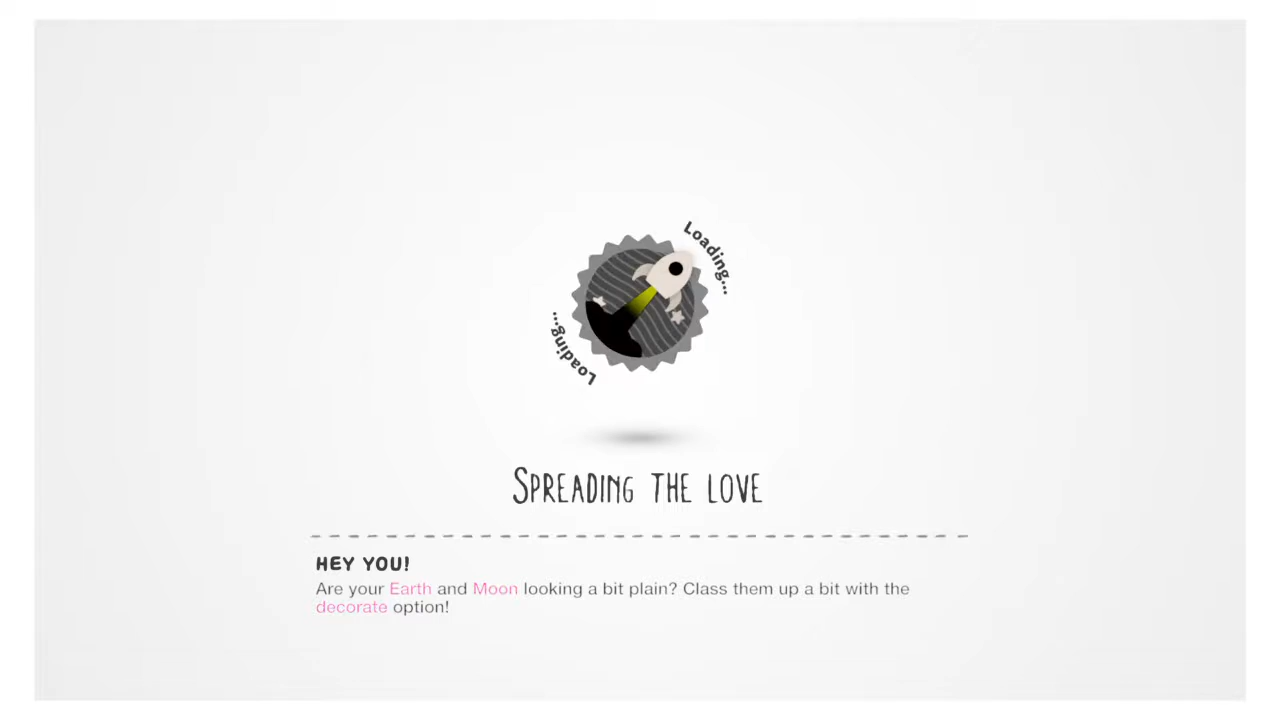 Loading...
Loading...
SPREADING THE LOVE
HEY YOU!
Are your Earth and Moon looking a bit plain? Class them up a bit with the
decorate option!